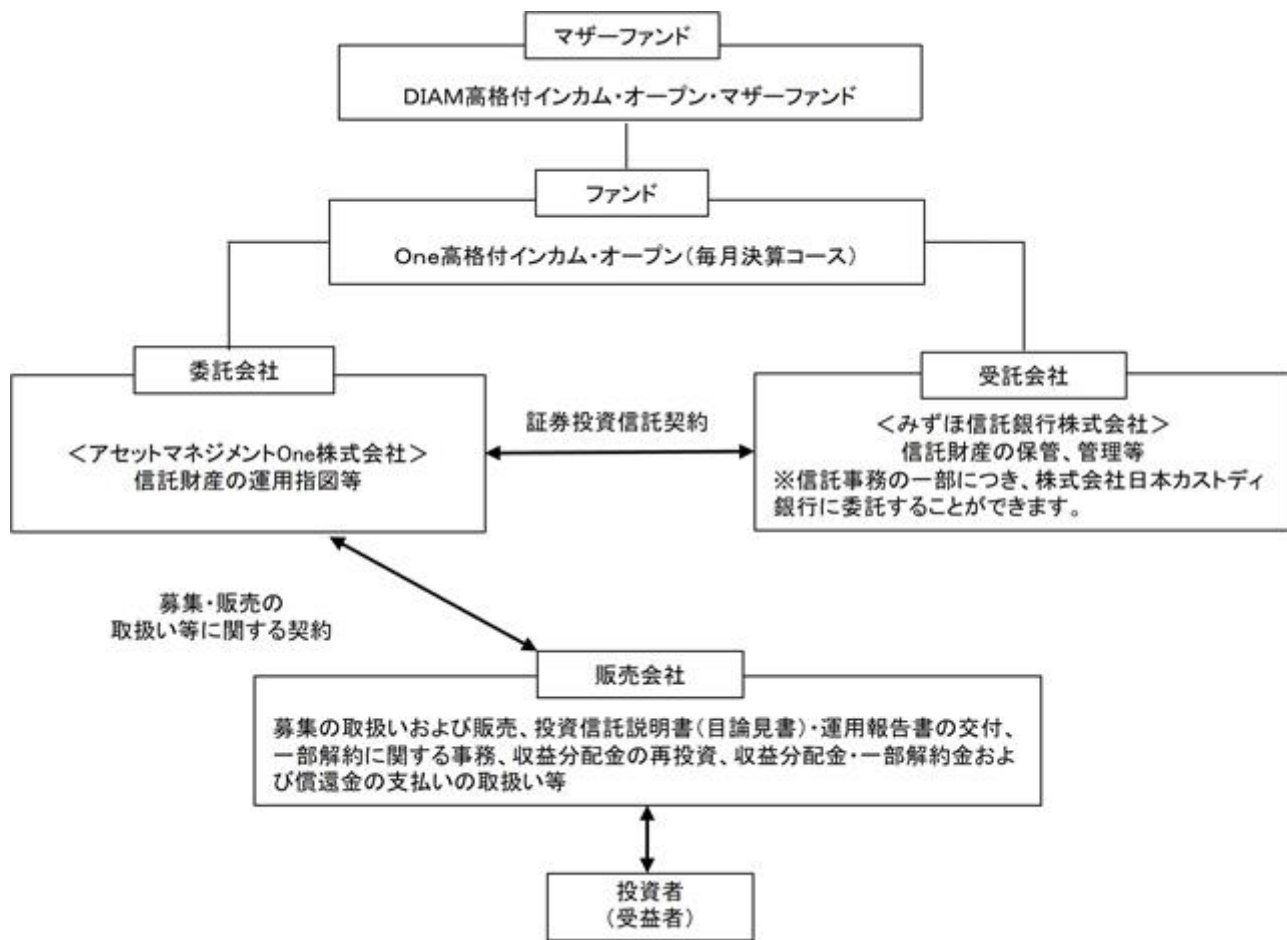 マザーファンド
DIAM高格付インカム・オープン・マザーファンド
ファンド
One高格付インカム・オープン(毎月決算コース)
委託会社
<アセットマネジメントOne株式会社>
信託財産の運用指図等
証券投資信託契約
受託会社
<みずほ信託銀行株式会社>
信託財産の保管、管理等
※信託事務の一部につき、株式会社日本カストディ
銀行に委託することができます。
募集・販売の
取扱い等に関する契約
販売会社
募集の取扱いおよび販売、投資信託説明書(目論見書)・運用報告書の交付、
一部解約に関する事務、収益分配金の再投資、収益分配金・一部解約金およ
び償還金の支払いの取扱い等
投資者
(受益者)